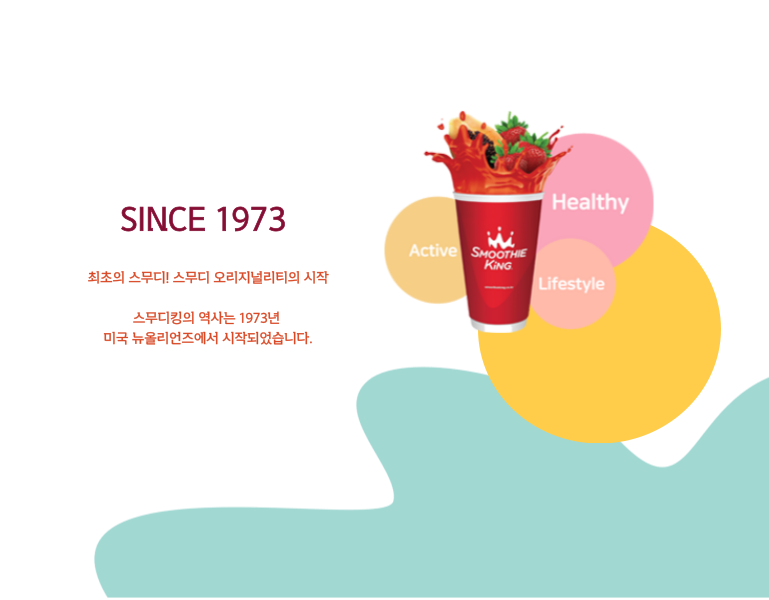 SINCE 1973
최초의 스무디! 스무디 오리지널리티의 시작
스무디킹의 역사는 1973년
미국 뉴올리언즈에서 시작되었습니다.
Healthy
Active
Lifestyle
SMOOTHIE
KING